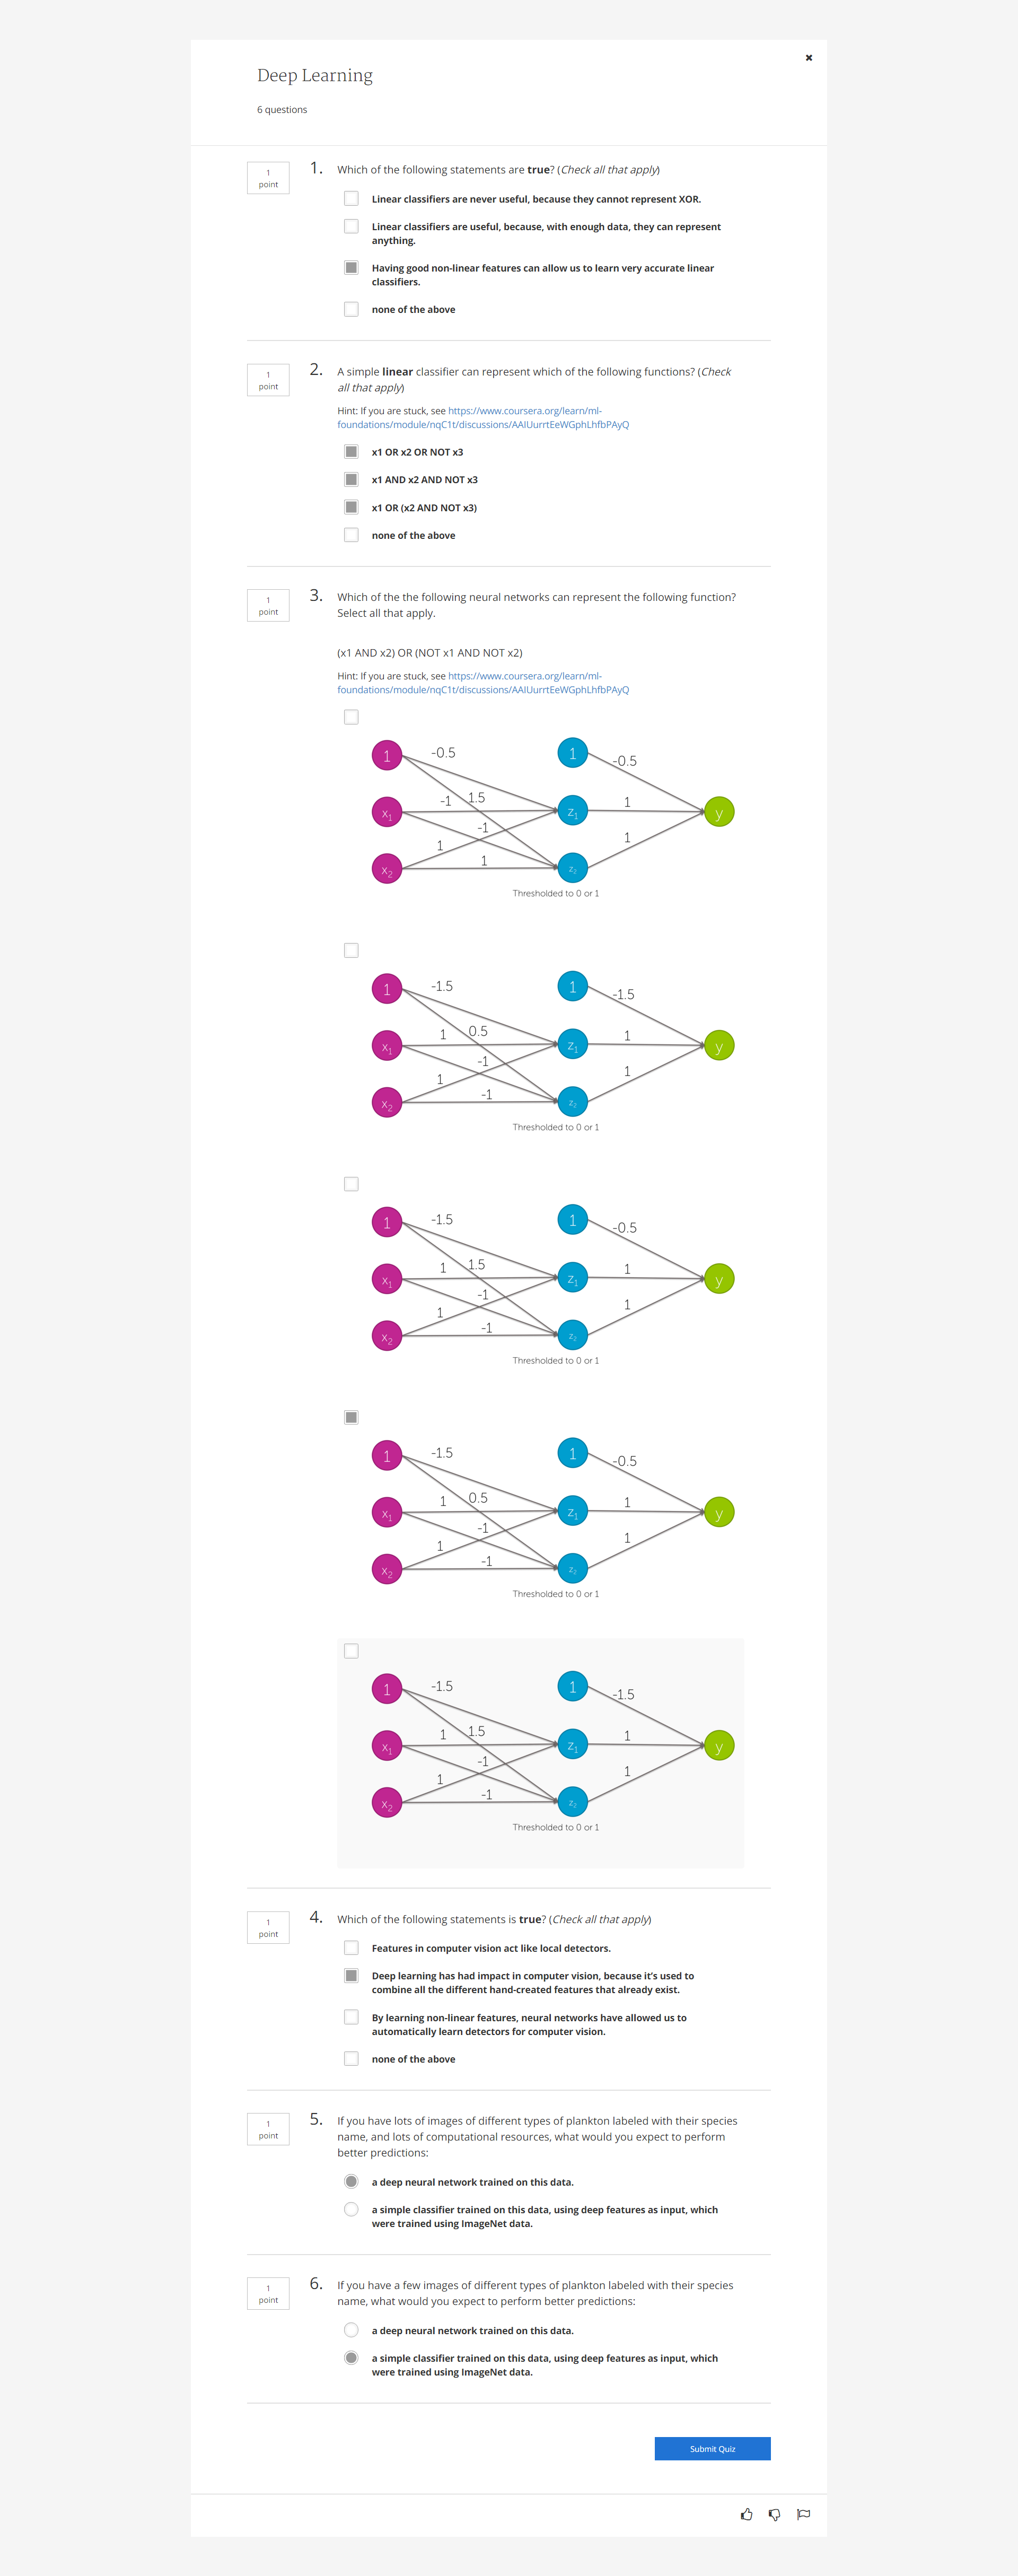 Deep Learning
6 questions
1
point
1.
Which of the following statements are true? (Check all that apply)
Linear classifiers are never useful, because they cannot represent XOR.
Linear classifiers are useful, because, with enough data, they can represent
anything.
Having good non-linear features can allow us to learn very accurate linear
classifiers.
none of the above
1
point
2.
A simple linear classifier can represent which of the following functions? (Check
all that apply)
Hint: If you are stuck, see https://www.coursera.org/learn/ml-
foundations/module/nqC1t/discussions/AAIUurrtEeWGphLhfbPAyQ
x1 OR x2 OR NOT x3
x1 AND x2 AND NOT x3
x1 OR (x2 AND NOT x3)
none of the above
1
point
3.
Which of the the following neural networks can represent the following function?
Select all that apply.
(x1 AND x2) OR (NOT x1 AND NOT x2)
Hint: If you are stuck, see https://www.coursera.org/learn/ml-
foundations/module/nqC1t/discussions/AAIUurrtEeWGphLhfbPAyQ
1 -0.5 1 -0.5
x1 -1 1.5 z1 1 y
-1
1 1
x2 1 z2
Thresholded to 0 or 1
1 -1.5 1 -1.5
x1 1 0.5 z1 1 y
-1
1 1
x2 -1 z2
Thresholded to 0 or 1
1 -1.5 1 -0.5
x1 1 1.5 z1 1 y
-1
1 1
x2 -1 z2
Thresholded to 0 or 1
1 -1.5 1 -0.5
x1 1 0.5 z1 1 y
-1
1 1
x2 -1 z2
Thresholded to 0 or 1
1 -1.5 1 -1.5
x1 1 1.5 z1 1 y
-1
1 1
x2 -1 z2
Thresholded to 0 or 1
1
point
4.
Which of the following statements is true? (Check all that apply)
Features in computer vision act like local detectors.
Deep learning has had impact in computer vision, because it's used to
combine all the different hand-created features that already exist.
By learning non-linear features, neural networks have allowed us to
automatically learn detectors for computer vision.
none of the above
1
point
5.
If you have lots of images of different types of plankton labeled with their species
name, and lots of computational resources, what would you expect to perform
better predictions:
a deep neural network trained on this data.
a simple classifier trained on this data, using deep features as input, which
were trained using ImageNet data.
1
point
6.
If you have a few images of different types of plankton labeled with their species
name, what would you expect to perform better predictions:
a deep neural network trained on this data.
a simple classifier trained on this data, using deep features as input, which
were trained using ImageNet data.
Submit Quiz